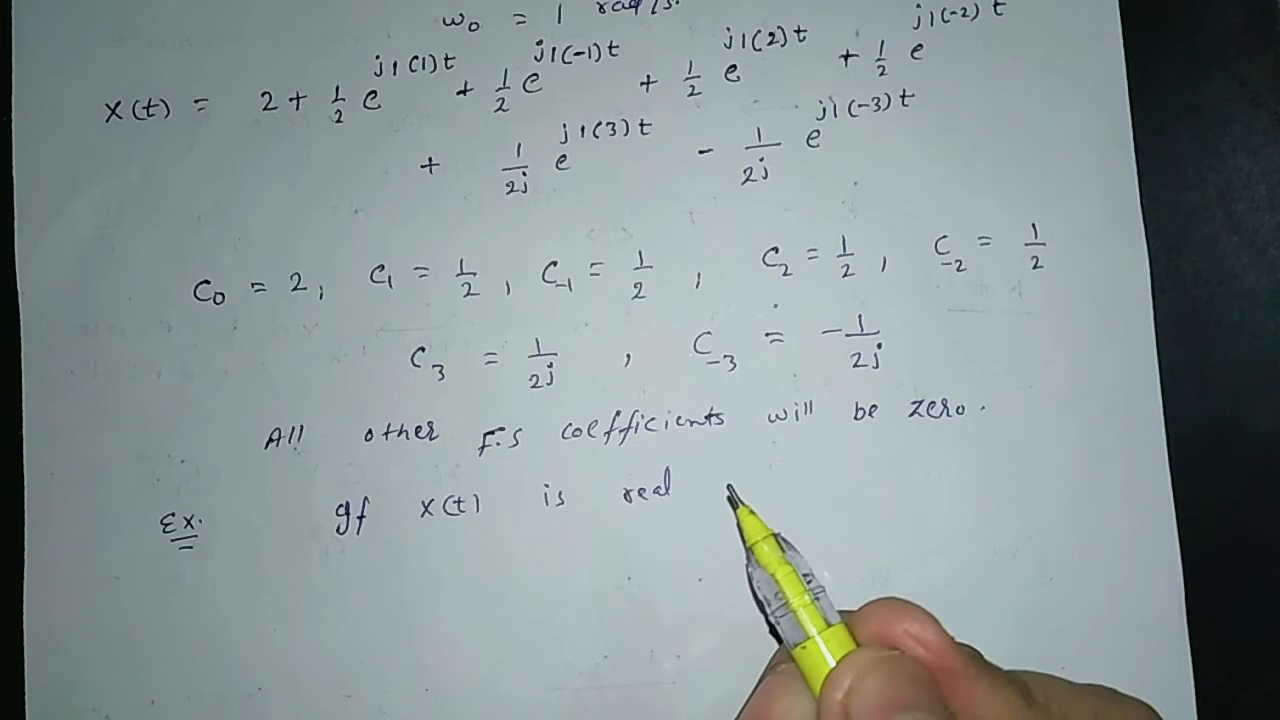 ω₀ = 1 rad/s.
x(t) = 2 + 1/2 e^{j1(1)t} + 1/2 e^{j1(-1)t} + 1/2 e^{j1(2)t} + 1/2 e^{j1(-2)t}
+ 1/2j e^{j1(3)t} - 1/2j e^{j1(-3)t}
C₀ = 2, C₁ = 1/2, C₋₁ = 1/2, C₂ = 1/2, C₋₂ = 1/2
C₃ = 1/2j, C₋₃ = -1/2j
All other F.S coefficients will be zero.
Ex. If x(t) is real